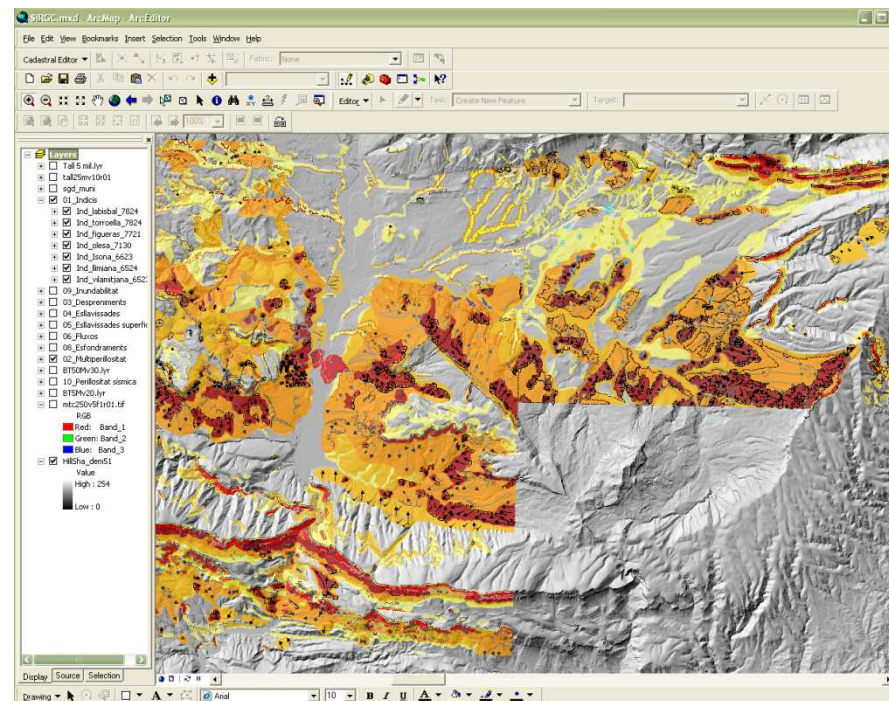 SIRGC.mxd - ArcMap - ArcEditor
File Edit View Bookmarks Insert Selection Tools Window Help
Cadastral Editor Fabric: None
Editor Task: Create New Feature Target:
100%
Layers
Tall 5 mil.lyr
tall25mv10r01
sgd_muni
01_Indicis
Ind_labisbal_7824
Ind_torroella_7824
Ind_figueras_7721
Ind_olesa_7130
Ind_Isona_6623
Ind_llimiana_6524
Ind_vilamitjana_652
09_Inundabilitat
03_Despreniments
04_Esllavissades
05_Esllavissades superfic
06_Fluxos
08_Esfondraments
02_Multiperillositat
BT50Mv30.lyr
10_Perillositat sísmica
BT5Mv20.lyr
mtc250v5f1r01.tif
RGB
Red: Band_1
Green: Band_2
Blue: Band_3
HillSha_dem51
Value
High : 254
Low : 0
Display Source Selection
Drawing A Arial 10 B I U A